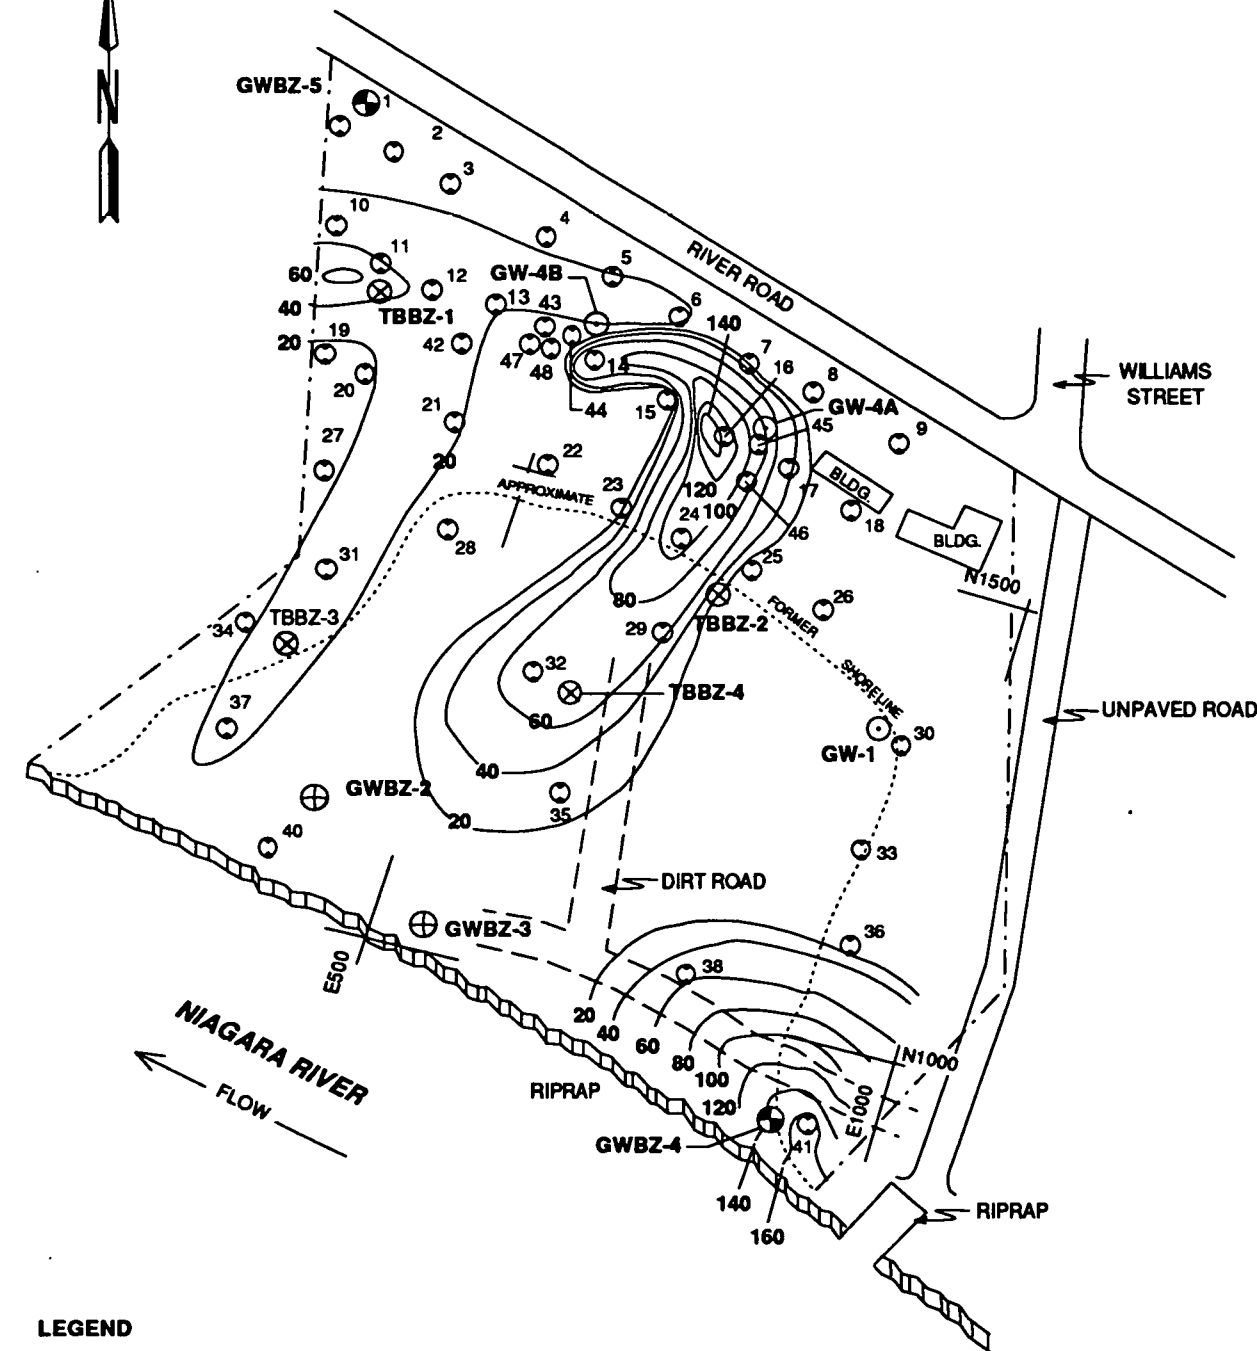 N
GWBZ-5
1
2
3
10
4
11
5
60
GW-4B
12
6
40
TBBZ-1
13
43
RIVER ROAD
140
19
20
42
47
48
14
7
16
20
44
15
8
WILLIAMS
STREET
GW-4A
45
9
21
27
20
22
APPROXIMATE
23
120
100
24
17
BLDG.
46
18
BLDG.
28
31
25
N1500
80
26
FORMER
34
TBBZ-3
29
TBBZ-2
32
TBBZ-4
SHORELINE
37
60
UNPAVED ROAD
GW-1
30
40
GWBZ-2
20
35
40
33
DIRT ROAD
GWBZ-3
36
E500
38
20
40
60
80
100
120
N1000
NIAGARA RIVER
FLOW
RIPRAP
E1000
GWBZ-4
41
140
160
RIPRAP
LEGEND